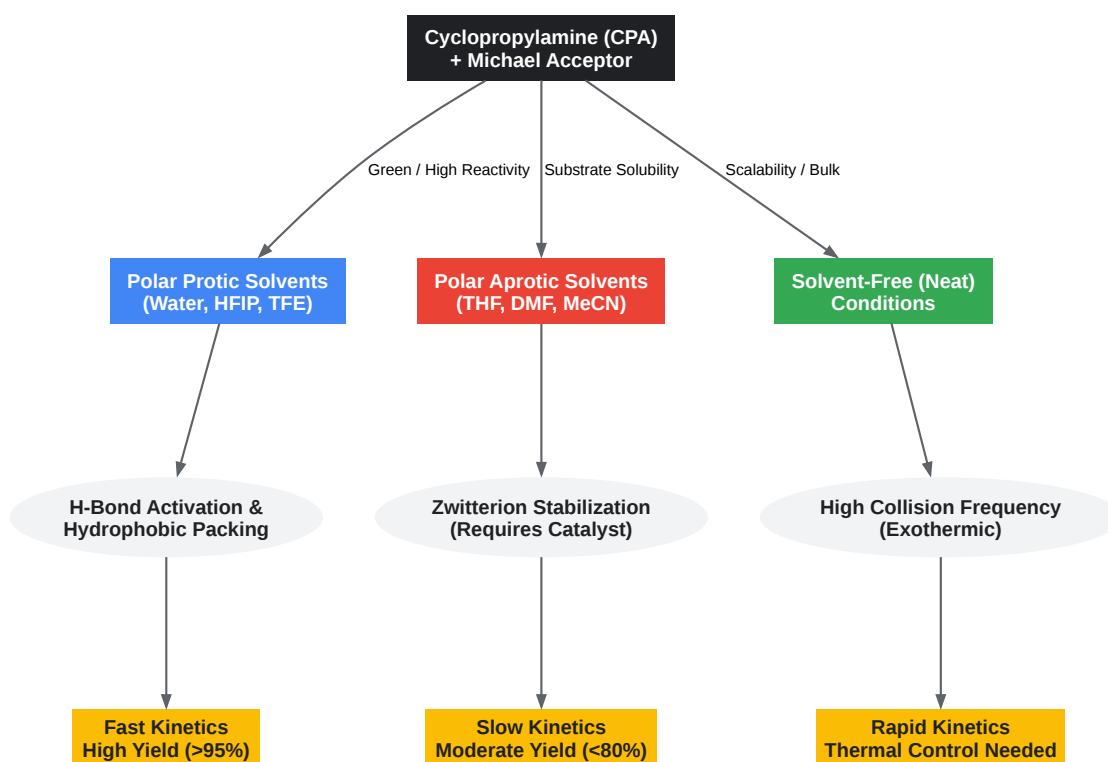 Cyclopropylamine (CPA)
+ Michael Acceptor
Green / High Reactivity
Substrate Solubility
Scalability / Bulk
Polar Protic Solvents
(Water, HFIP, TFE)
Polar Aprotic Solvents
(THF, DMF, MeCN)
Solvent-Free (Neat)
Conditions
H-Bond Activation &
Hydrophobic Packing
Zwitterion Stabilization
(Requires Catalyst)
High Collision Frequency
(Exothermic)
Fast Kinetics
High Yield (>95%)
Slow Kinetics
Moderate Yield (<80%)
Rapid Kinetics
Thermal Control Needed